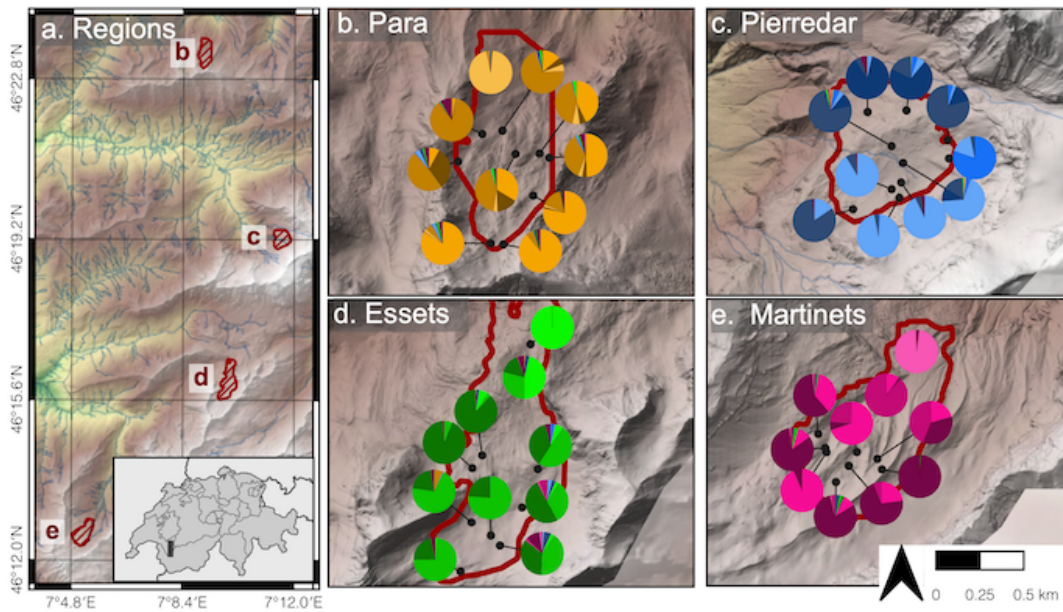 a. Regions
b. Para
c. Pierredar
d. Essets
e. Martinets
b
c
d
e
46°22.8′N
46°19.2′N
46°15.6′N
46°12.0′N
7°4.8′E
7°8.4′E
7°12.0′E
0
0.25
0.5 km